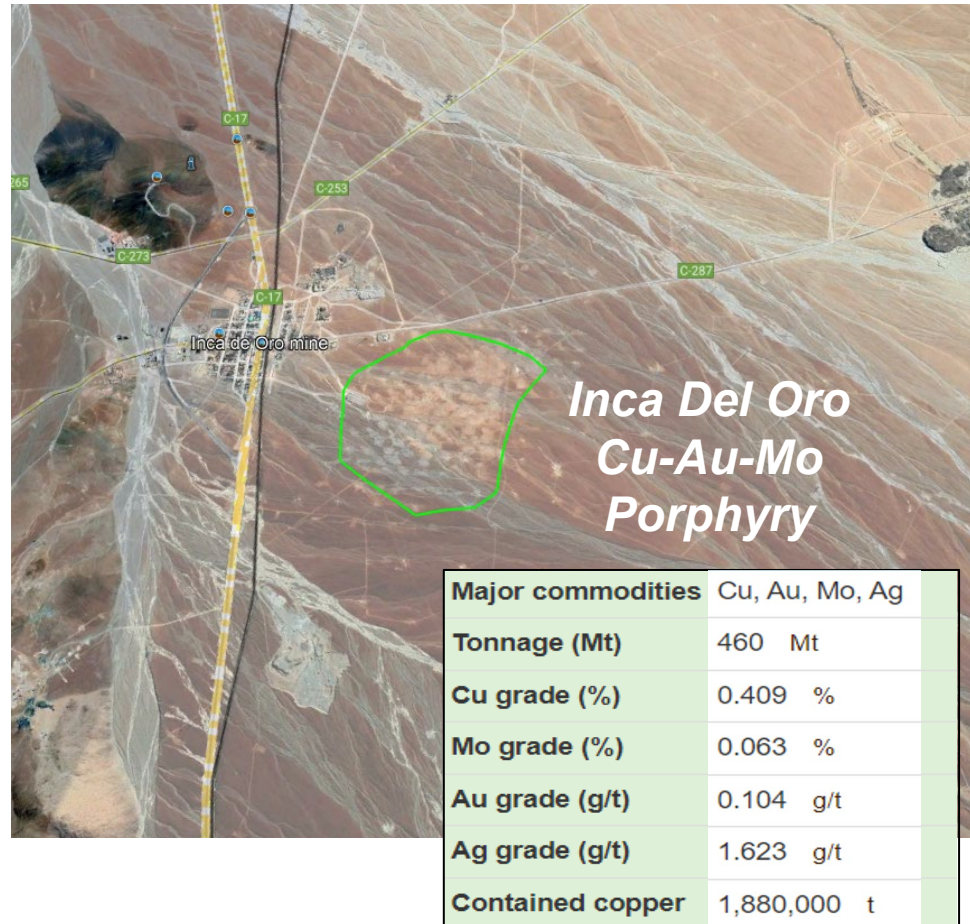 C-17
265
C-253
C-273
C-287
C-17
Inca de Oro mine
Inca Del Oro
Cu-Au-Mo
Porphyry
Major commodities Cu, Au, Mo, Ag
Tonnage (Mt) 460 Mt
Cu grade (%) 0.409 %
Mo grade (%) 0.063 %
Au grade (g/t) 0.104 g/t
Ag grade (g/t) 1.623 g/t
Contained copper 1,880,000 t